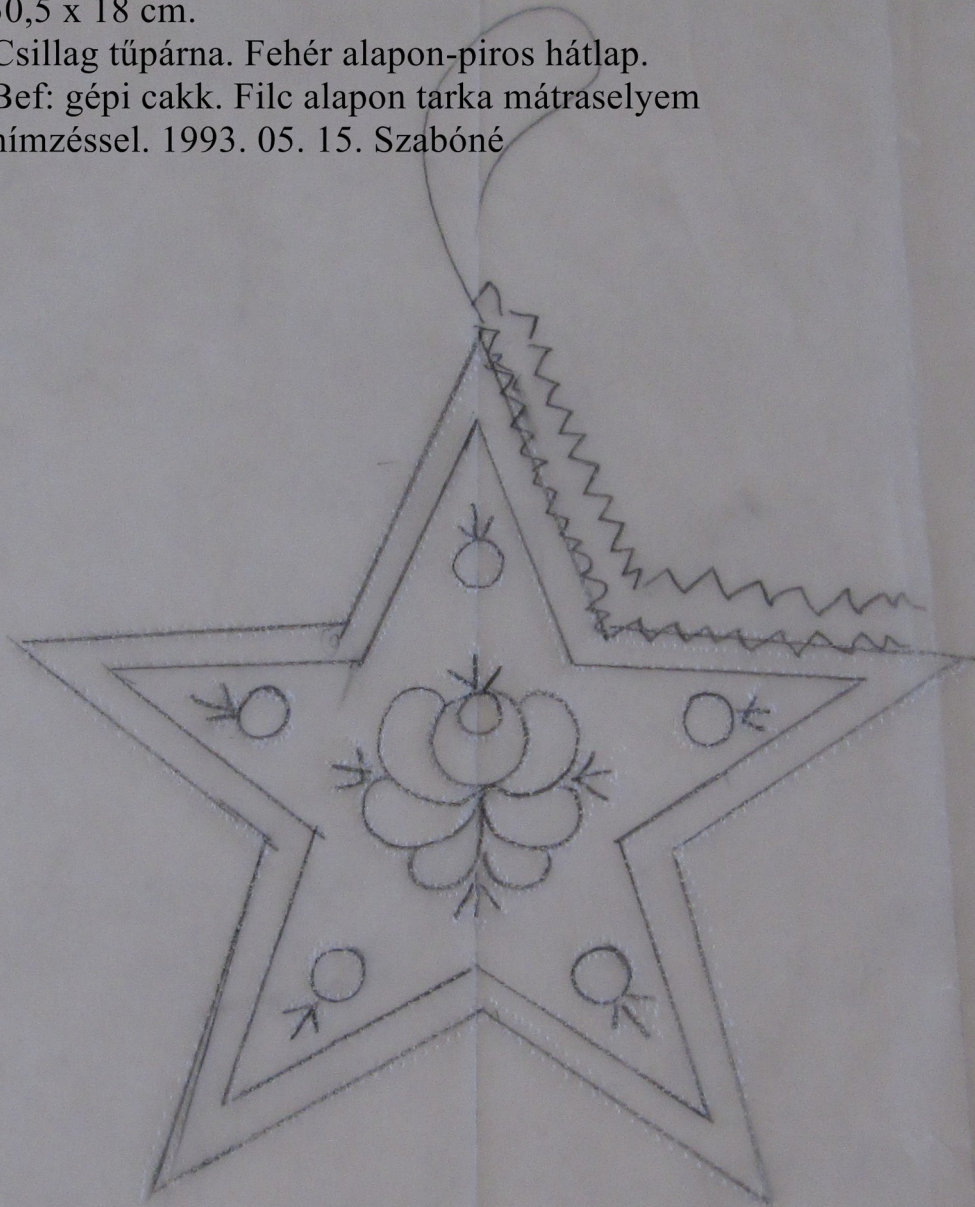 0,5 x 18 cm.
Csillag tűpárna. Fehér alapon-piros hátlap.
Bef: gépi cakk. Filc alapon tarka mátraselyem
hímzéssel. 1993. 05. 15. Szabóné